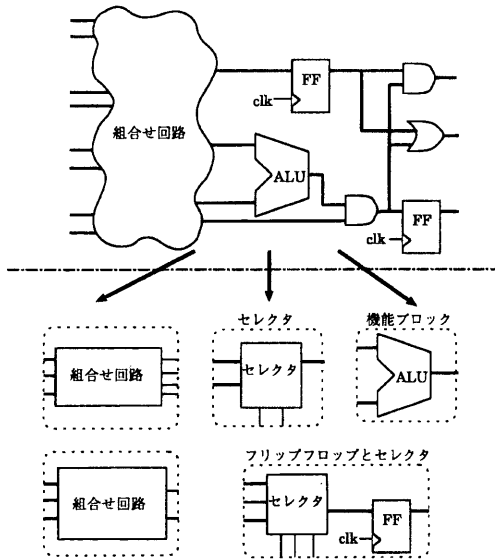 FF
clk
組合せ回路
ALU
FF
clk
セレクタ
機能ブロック
組合せ回路
セレクタ
ALU
フリップフロップとセレクタ
組合せ回路
セレクタ
FF
clk